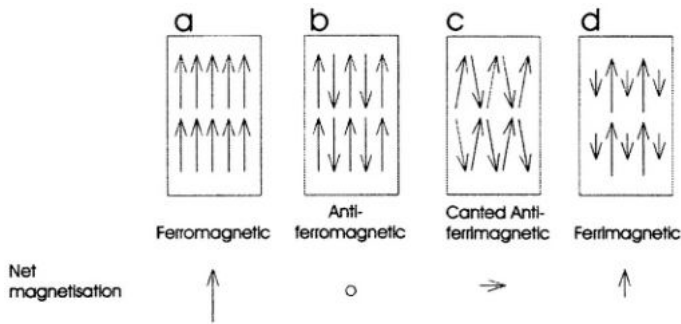 a b c d
Ferromagnetic
Anti-
ferromagnetic
Canted Anti-
ferrimagnetic
Ferrimagnetic
Net
magnetisation